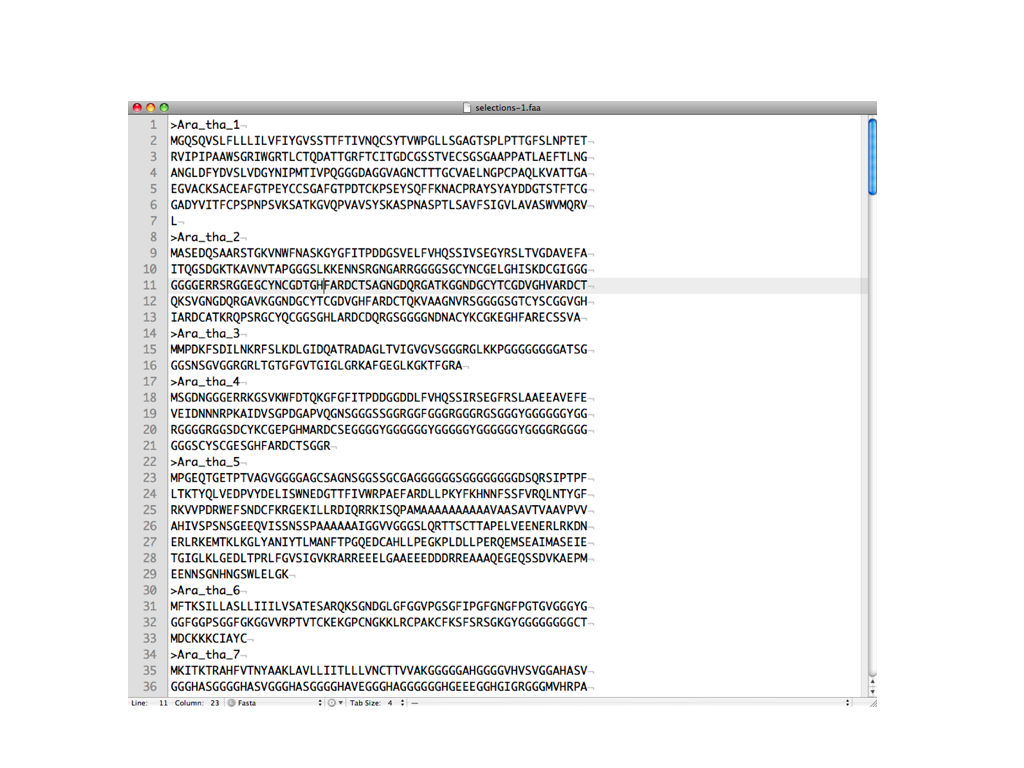 selections-1.faa
1 >Ara_tha_1¬
2 MGQSQVSLFLLLILVFIYGVSSTTFTIVNQCSYTVWPGLLSGAGTSPLPTTGFSLNPTET¬
3 RVIPIPAAWSGRIWGRTLCTQDATTGRFTCITGDCGSSTVECSGSGAAPPATLAEFTLNG¬
4 ANGLDFYDVSLVDGYNIPMTIVPQGGGDAGGVAGNCTTTGCVAELNGPCPAQLKVATTGA¬
5 EGVACKSACEAFGTPEYCCSGAFGTPDTCKPSEYSQFFKNACPRAYSYAYDDGTSTFTCG¬
6 GADYVITFCPSPNPSVKSATKGVQPVAVSYSKASPNASPTLSAVFSIGVLAVASWVMQRV¬
7 L¬
8 >Ara_tha_2¬
9 MASEDQSAARSTGKVNWFNASKGYGFITPDDGSVELFVHQSSIVSEGYRSLTVGDAVEFA¬
10 ITQGSDGKTKAVNVTAPGGGSLKKENNSRGNGARRGGGGSGCYNCGELGHISKDCGIGGG¬
11 GGGGERRSRGGEGCYNCGDTGHFARDCTSAGNGDQRGATKGGNDGCYTCGDVGHVARDCT¬
12 QKSVGNGDQRGAVKGGNDGCYTCGDVGHFARDCTQKVAAGNVRSGGGGSGTCYSCGGVGH¬
13 IARDCATKRQPSRGCYQCGGSGHLARDCDQRGSGGGGNDNACYKCGKEGHFARECSSVA¬
14 >Ara_tha_3¬
15 MMPDKFSDILNKRFSLKDLGIDQATRADAGLTVIGVGVSGGGRGLKKPGGGGGGGGATSG¬
16 GGSNSGVGGRGRLTGTGFGVTGIGLGRKAFGEGLKGKTFGRA¬
17 >Ara_tha_4¬
18 MSGDNGGGERRKGSVKWFDTQKGFGFITPDDGGDDLFVHQSSIRSEGFRSLAAEEAVEFE¬
19 VEIDNNNRPKAIDVSGPDGAPVQGNSGGGSSGGRGGFGGGRGGGRGSGGGYGGGGGGYGG¬
20 RGGGGRGGSDCYKCGEPGHMARDCSEGGGGYGGGGGGYGGGGGYGGGGGGYGGGGRGGGG¬
21 GGGSCYSCGESGHFARDCTSGGR¬
22 >Ara_tha_5¬
23 MPGEQTGETPTVAGVGGGGAGCSAGNSGGSSGCGAGGGGGGSGGGGGGGGDSQRSIPTPF¬
24 LTKTYQLVEDPVYDELISWNEDGTTFIVWRPAEFARDLLPKYFKHNNFSSFVRQLNTYGF¬
25 RKVVPDRWEFSNDCFKRGEKILLRDIQRRKISQPAMAAAAAAAAAAVAASAVTVAAVPVV¬
26 AHIVSPSNSGEEQVISSNSSPAAAAAAIGGVVGGGSLQRTTSCTTAPELVEENERLRKDN¬
27 ERLRKEMTKLKGLYANIYTLMANFTPGQEDCAHLLPEGKPLDLLPERQEMSEAIMASEIE¬
28 TGIGLKLGEDLTPRLFGVSIGVKRARREEELGAAEEEDDDRREAAAQEGEQSSDVKAEPM¬
29 EENNSGNHNGSWLELGK¬
30 >Ara_tha_6¬
31 MFTKSILLASLLIIILVSATESARQKSGNDGLGFGGVPGSGFIPGFGNGFPGTGVGGGYG¬
32 GGFGGPSGGFGKGGVVRPTVTCKEKGPCNGKKLRCPAKCFKSFSRSGKGYGGGGGGGGCT¬
33 MDCKKKCIAYC¬
34 >Ara_tha_7¬
35 MKITKTRAHFVTNYAAKLAVLLIITLLLVNCTTVVAKGGGGGAHGGGGVHVSVGGAHASV¬
36 GGGHASGGGGHASVGGGHASGGGGHAVEGGGHAGGGGGGHGEEEGGHGIGRGGGMVHRPA¬
Line: 11 Column: 23 Fasta Tab Size: 4 —